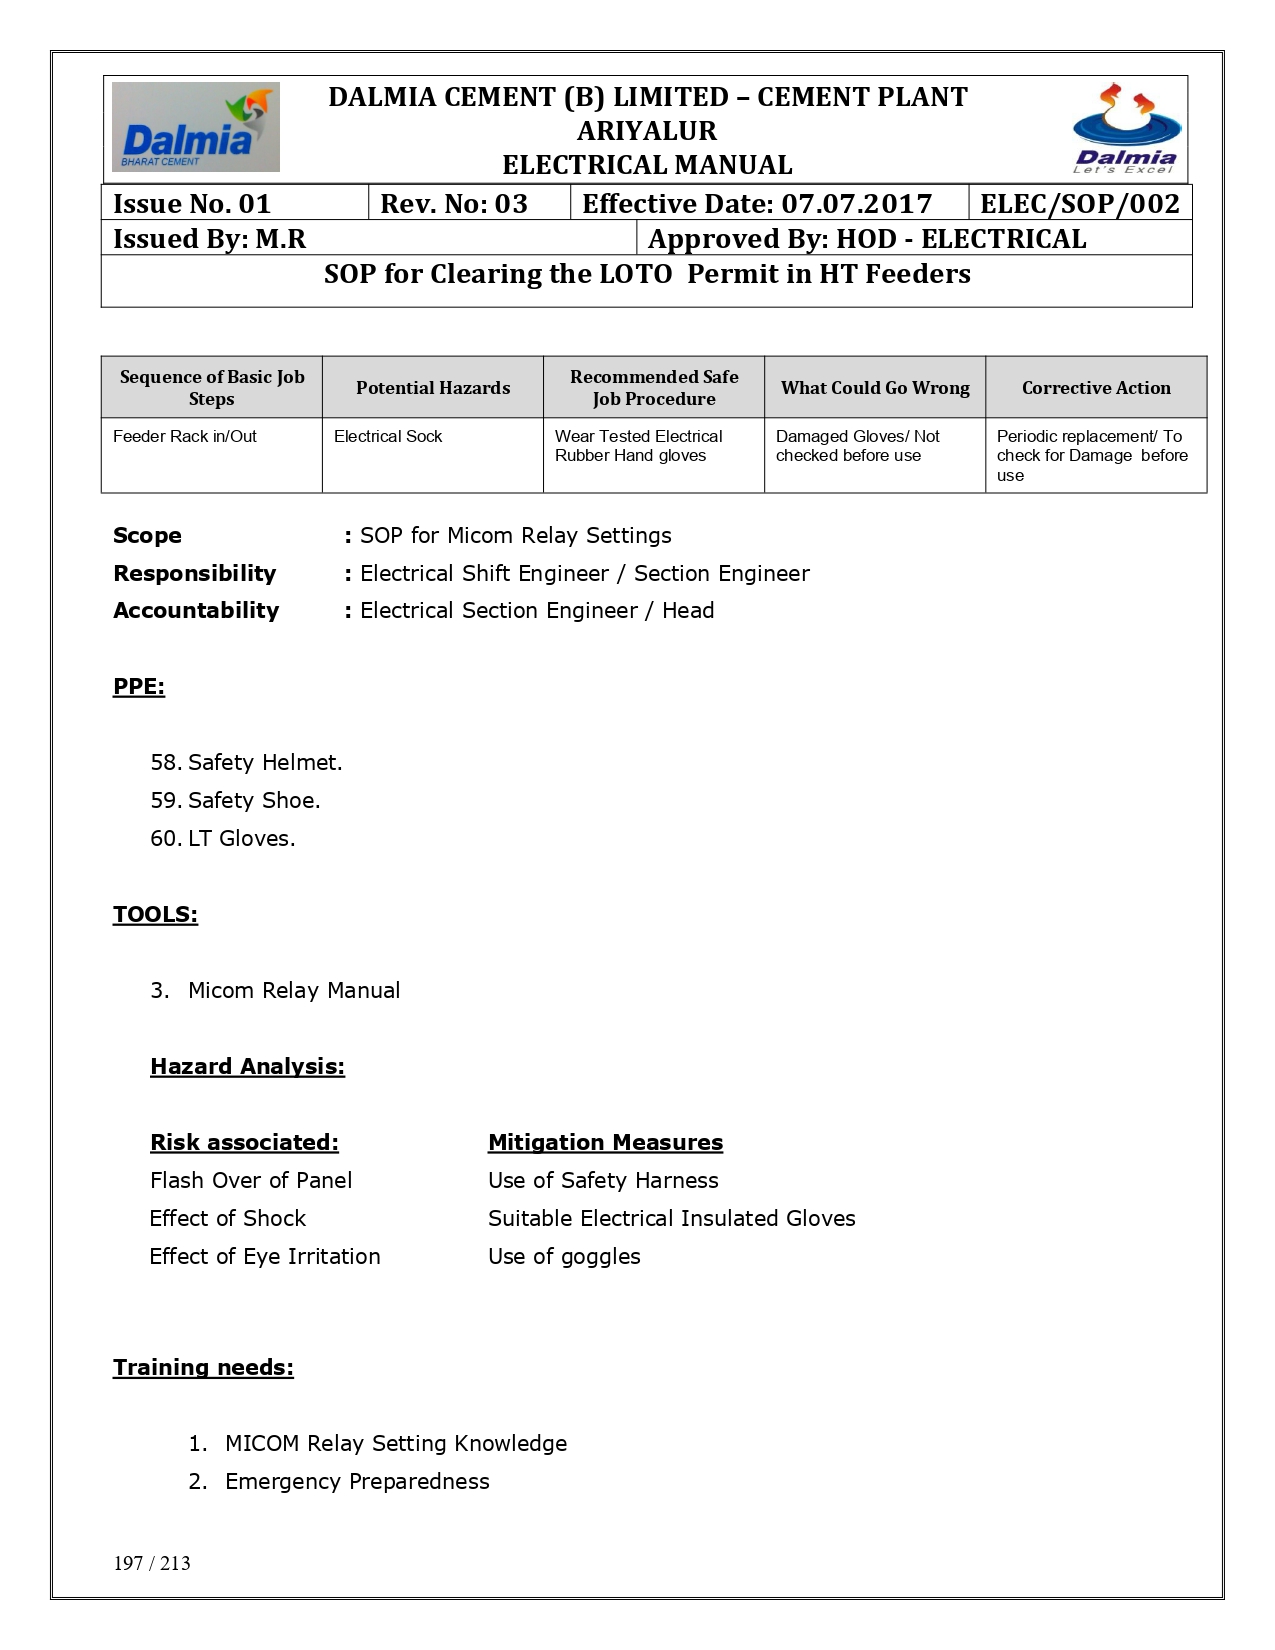 Dalmia
BHARAT CEMENT
DALMIA CEMENT (B) LIMITED – CEMENT PLANT
ARIYALUR
ELECTRICAL MANUAL
Dalmia
Let's Excel
Issue No. 01 Rev. No: 03 Effective Date: 07.07.2017 ELEC/SOP/002
Issued By: M.R Approved By: HOD - ELECTRICAL
SOP for Clearing the LOTO Permit in HT Feeders
Sequence of Basic Job
Steps
Potential Hazards
Recommended Safe
Job Procedure
What Could Go Wrong
Corrective Action
Feeder Rack in/Out
Electrical Sock
Wear Tested Electrical
Rubber Hand gloves
Damaged Gloves/ Not
checked before use
Periodic replacement/ To
check for Damage before
use
Scope : SOP for Micom Relay Settings
Responsibility : Electrical Shift Engineer / Section Engineer
Accountability : Electrical Section Engineer / Head
PPE:
58. Safety Helmet.
59. Safety Shoe.
60. LT Gloves.
TOOLS:
3. Micom Relay Manual
Hazard Analysis:
Risk associated: Mitigation Measures
Flash Over of Panel Use of Safety Harness
Effect of Shock Suitable Electrical Insulated Gloves
Effect of Eye Irritation Use of goggles
Training needs:
1. MICOM Relay Setting Knowledge
2. Emergency Preparedness
197 / 213